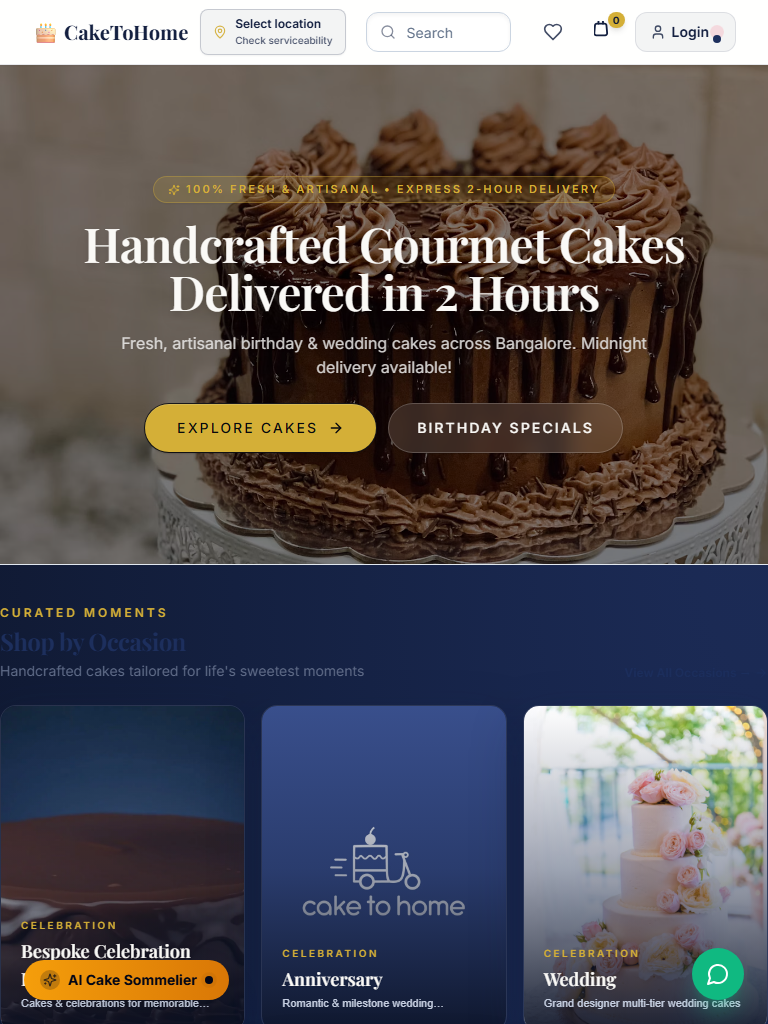 CakeToHome
Select location
Check serviceability
Search
0
Login
100% FRESH & ARTISANAL • EXPRESS 2-HOUR DELIVERY
Handcrafted Gourmet Cakes
Delivered in 2 Hours
Fresh, artisanal birthday & wedding cakes across Bangalore. Midnight
delivery available!
EXPLORE CAKES
BIRTHDAY SPECIALS
CURATED MOMENTS
Shop by Occasion
Handcrafted cakes tailored for life's sweetest moments
View All Occasions
cake to home
CELEBRATION
Bespoke Celebration
Cakes & celebrations for memorable...
CELEBRATION
Anniversary
Romantic & milestone wedding...
CELEBRATION
Wedding
Grand designer multi-tier wedding cakes
AI Cake Sommelier